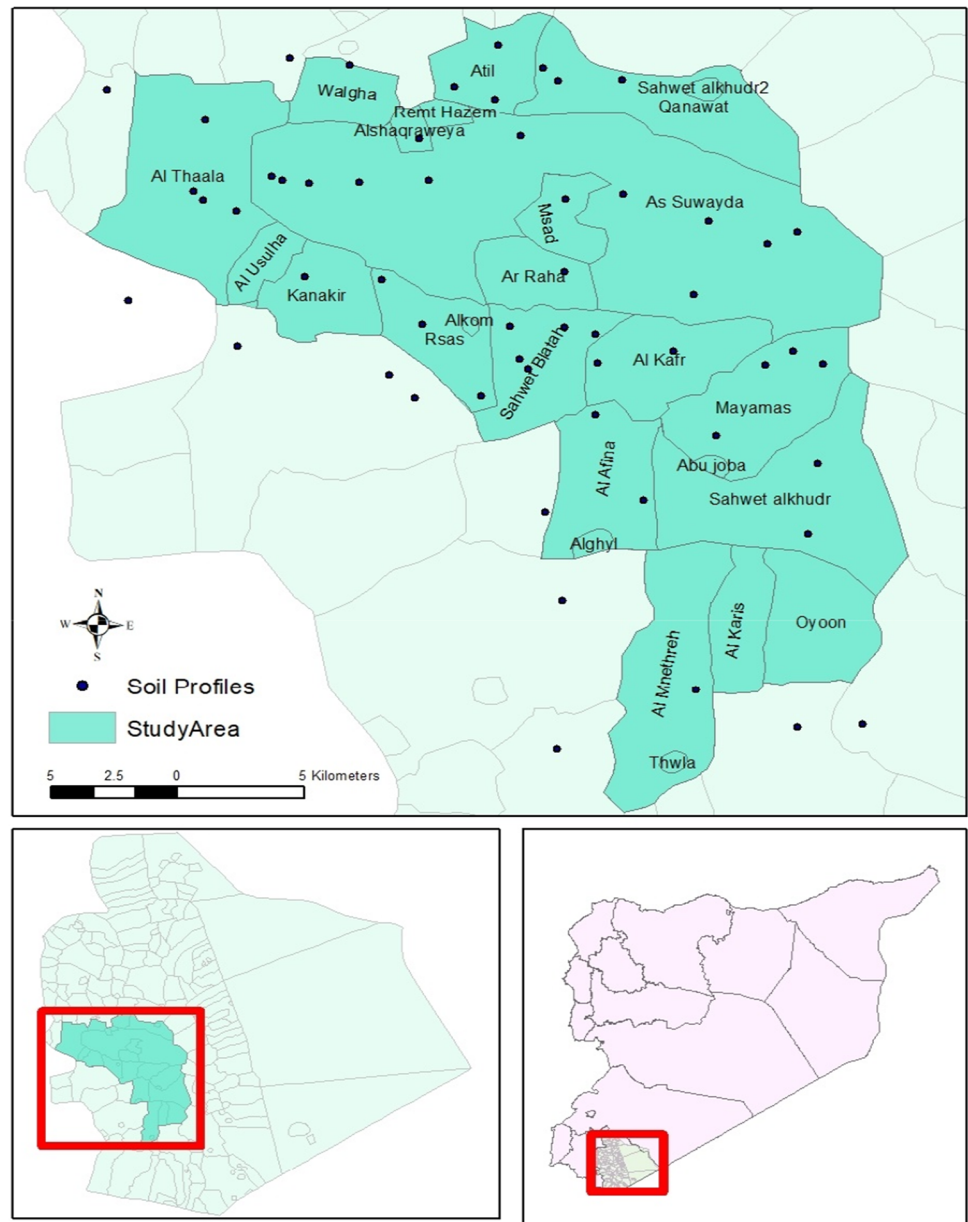 Atil
Walgha
Sahwet alkhudr2
Qanawat
Remt Hazem
Alshaqraweya
Al Thaala
As Suwayda
Msad
Al Usulha
Ar Raha
Kanakir
Alkom
Rsas
Sahwet Blatah
Al Kafr
Mayamas
Al Afina
Abu joba
Sahwet alkhudr
Alghyl
N
W E
S
Al Mnethreh
Al Karis
Oyoon
Soil Profiles
StudyArea
Thwla
5 2.5 0 5 Kilometers